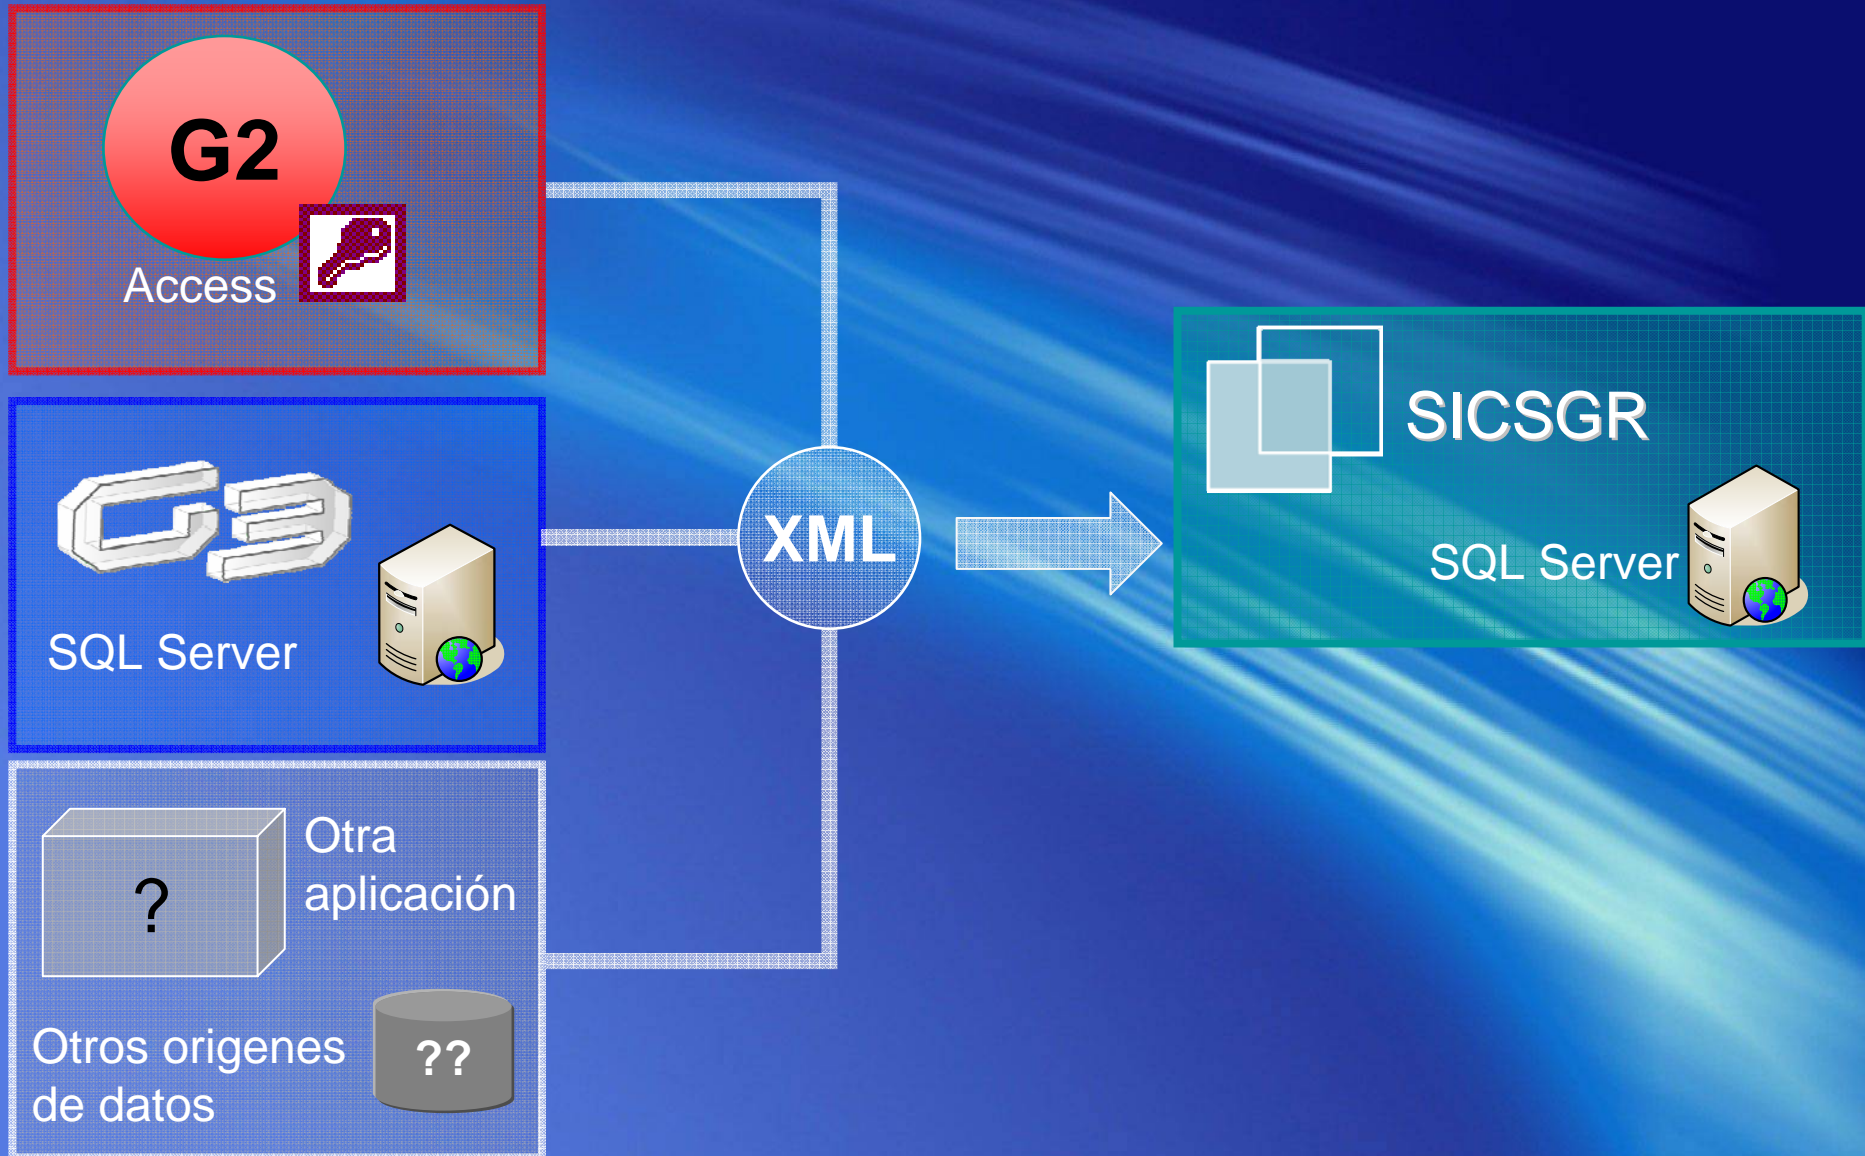 G2
Access
G3
SQL Server
?
Otra
aplicación
Otros origenes
de datos
??
XML
SICSGR
SQL Server